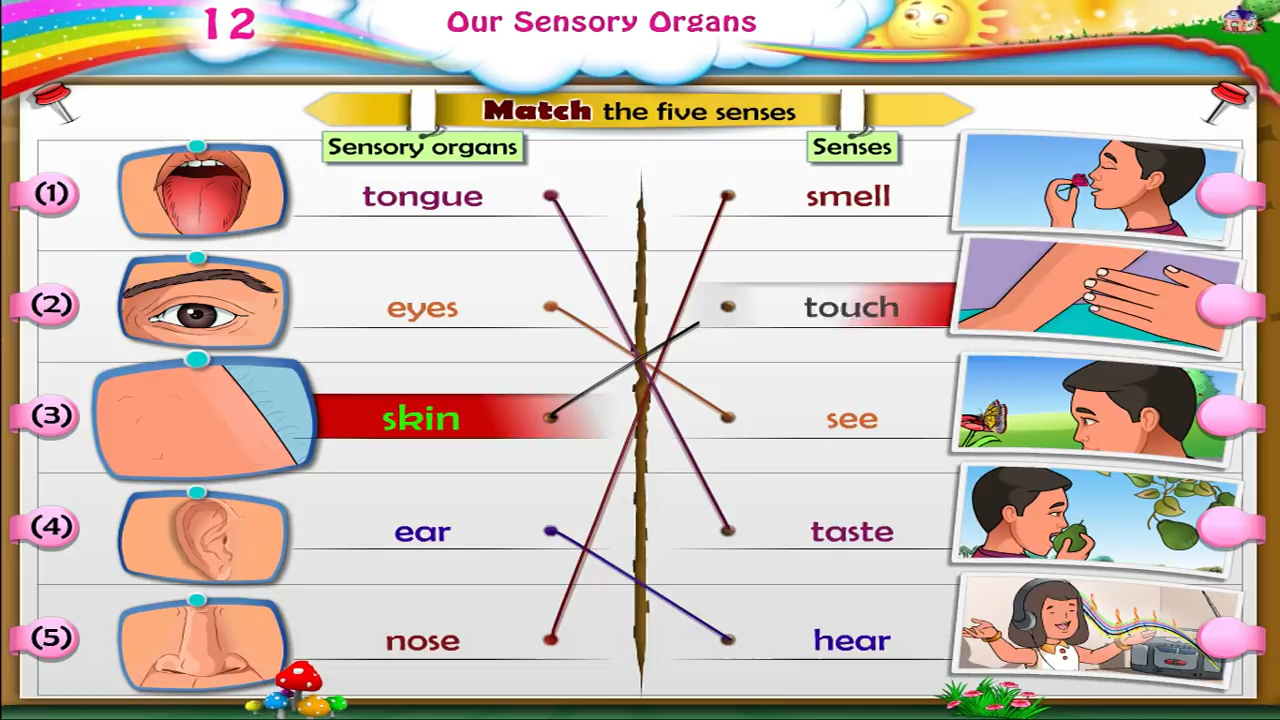 12
Our Sensory Organs
Match the five senses
Sensory organs
Senses
(1)
tongue
smell
(2)
eyes
touch
(3)
skin
see
(4)
ear
taste
(5)
nose
hear